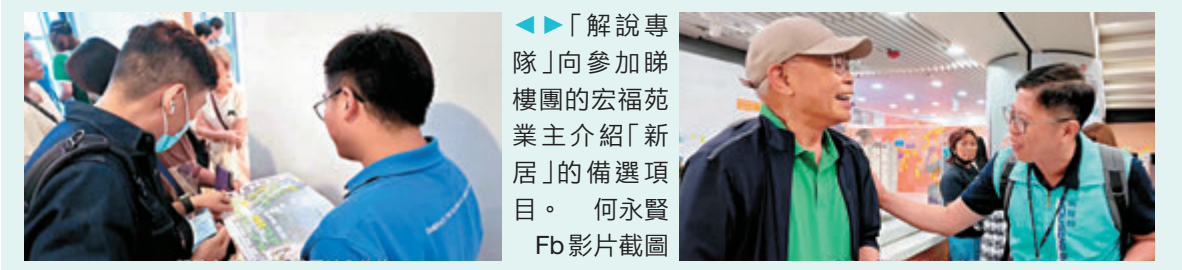 ◀▶「解說專
隊」向參加睇
樓團的宏福苑
業主介紹「新
居」的備選項
目。 何永賢
Fb影片截圖